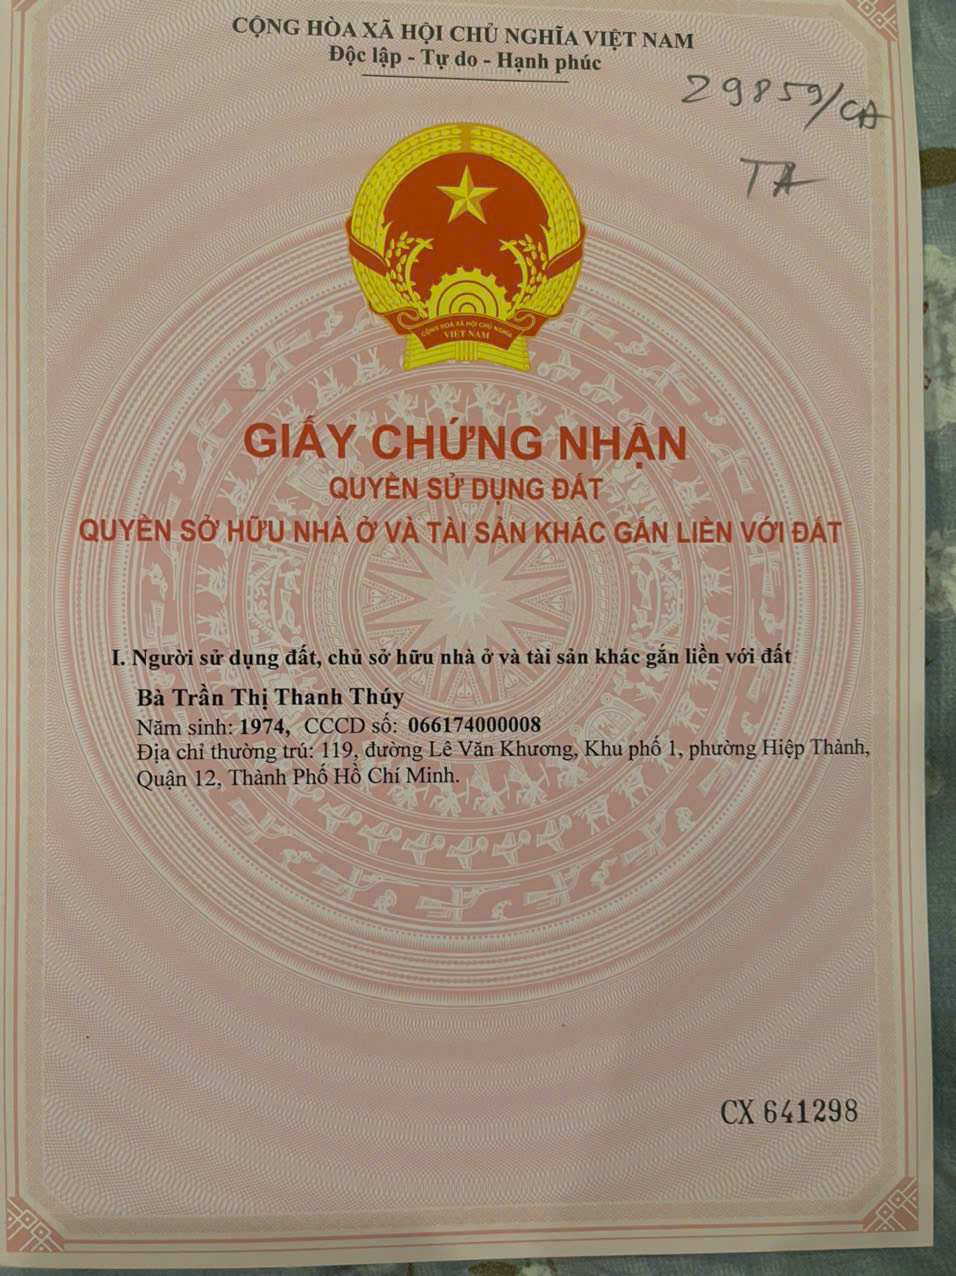 CỘNG HÒA XÃ HỘI CHỦ NGHĨA VIỆT NAM
Độc lập - Tự do - Hạnh phúc
29859/CA
TA
CỘNG HOÀ XÃ HỘI CHỦ NGHĨA
VIỆT NAM
GIẤY CHỨNG NHẬN
QUYỀN SỬ DỤNG ĐẤT
QUYỀN SỞ HỮU NHÀ Ở VÀ TÀI SẢN KHÁC GẮN LIỀN VỚI ĐẤT
I. Người sử dụng đất, chủ sở hữu nhà ở và tài sản khác gắn liền với đất
Bà Trần Thị Thanh Thúy
Năm sinh: 1974, CCCD số: 066174000008
Địa chỉ thường trú: 119, đường Lê Văn Khương, Khu phố 1, phường Hiệp Thành,
Quận 12, Thành Phố Hồ Chí Minh.
CX 641298